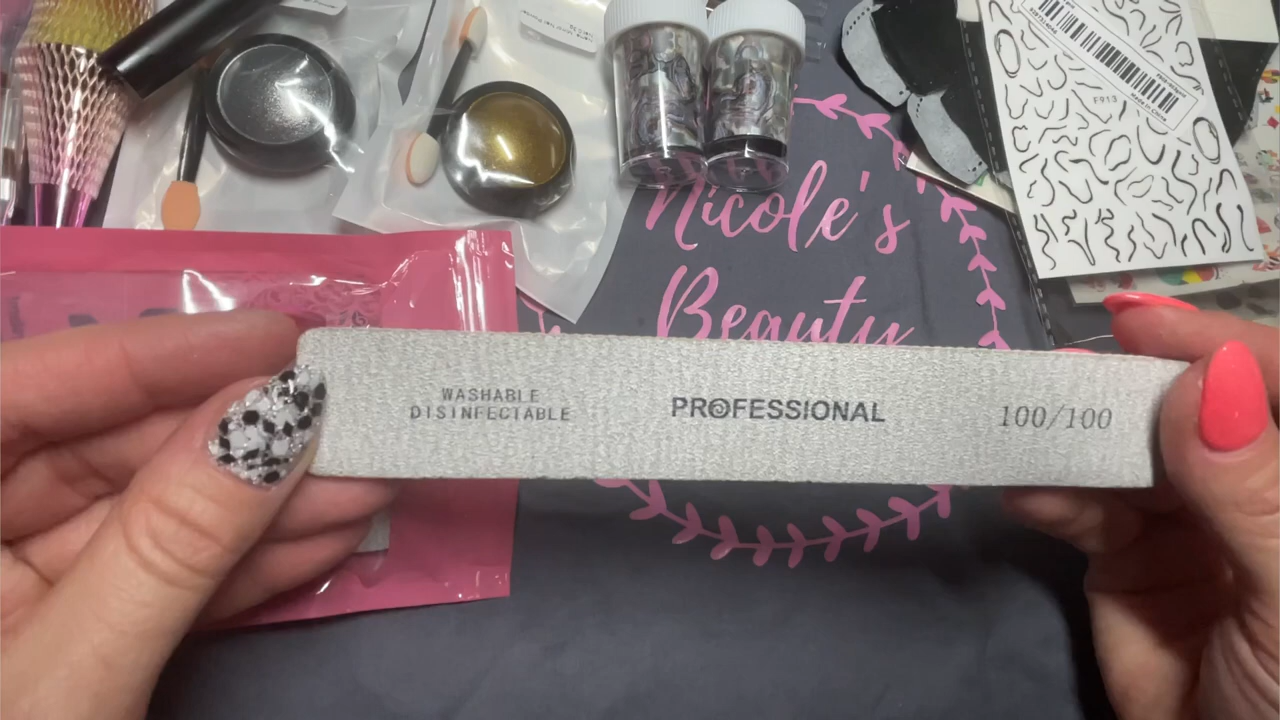 F913
Nicole's
Beauty
WASHABLE
DISINFECTABLE
PROFESSIONAL
100/100